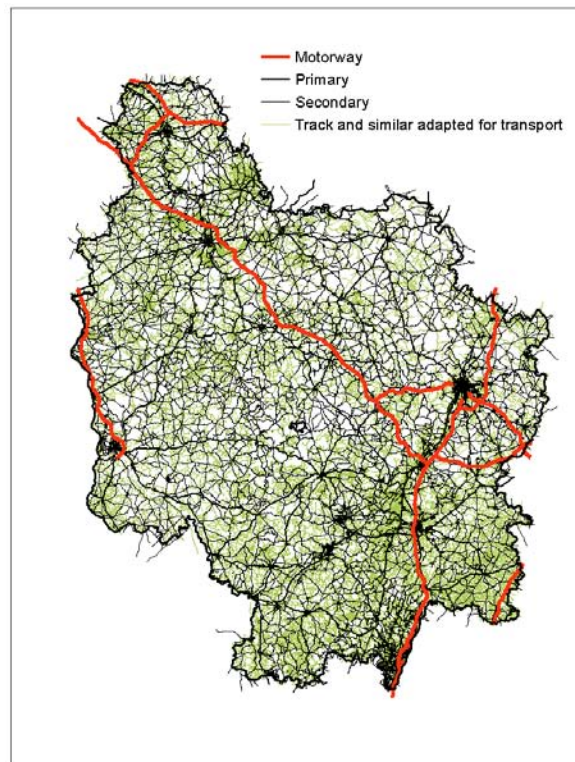 Motorway
Primary
Secondary
Track and similar adapted for transport